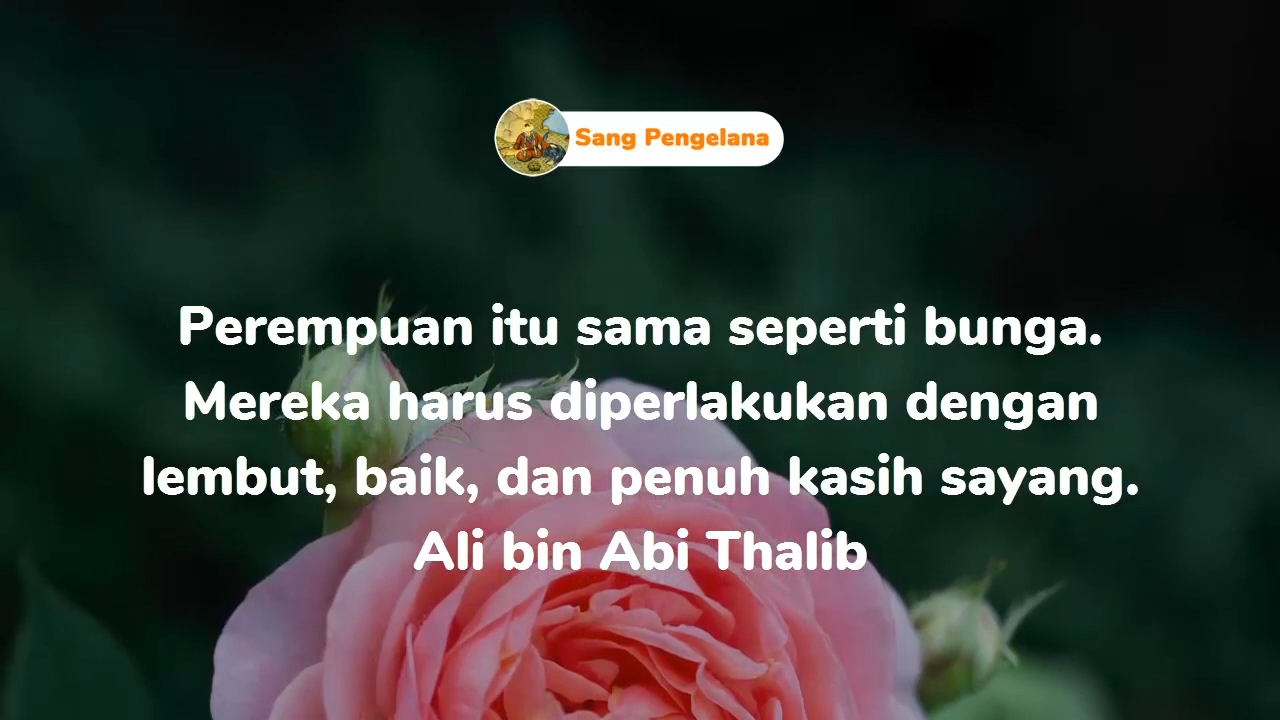 Sang Pengelana
Perempuan itu sama seperti bunga.
Mereka harus diperlakukan dengan
lembut, baik, dan penuh kasih sayang.
Ali bin Abi Thalib